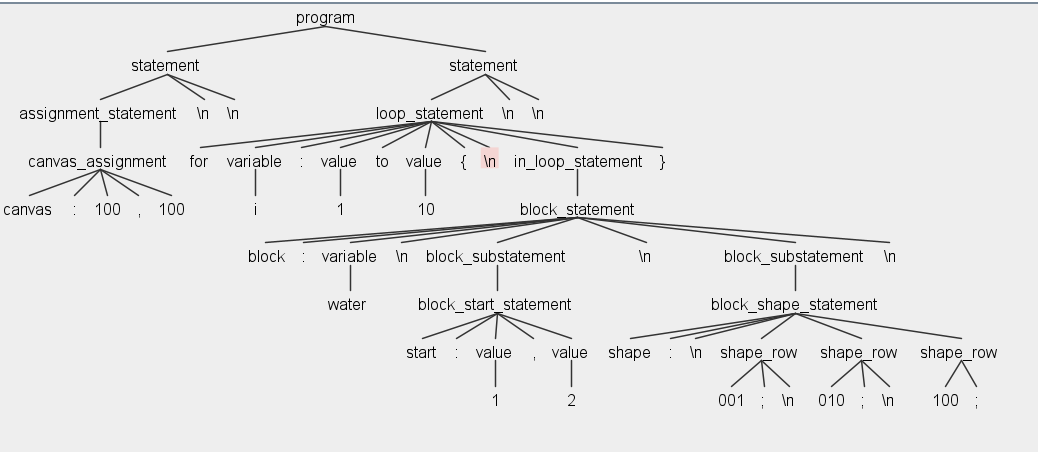 program
statement statement
assignment_statement \n \n loop_statement \n \n
canvas_assignment for variable : value to value { \n in_loop_statement }
canvas : 100 , 100 i 1 10 block_statement
block : variable \n block_substatement \n block_substatement \n
water block_start_statement block_shape_statement
start : value , value shape : \n shape_row shape_row shape_row
1 2 001 ; \n 010 ; \n 100 ;